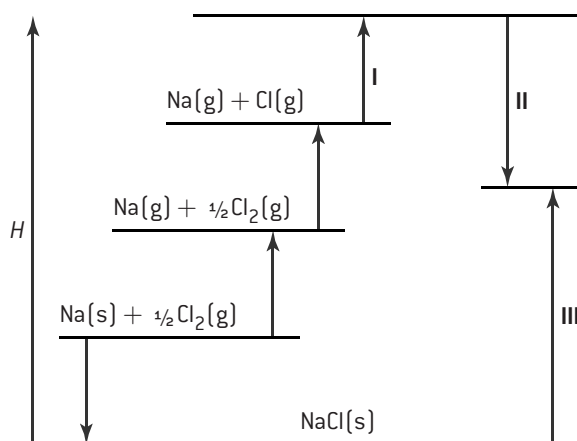 I
Na(g) + Cl(g)
II
Na(g) + ½Cl₂(g)
H
Na(s) + ½Cl₂(g)
III
NaCl(s)